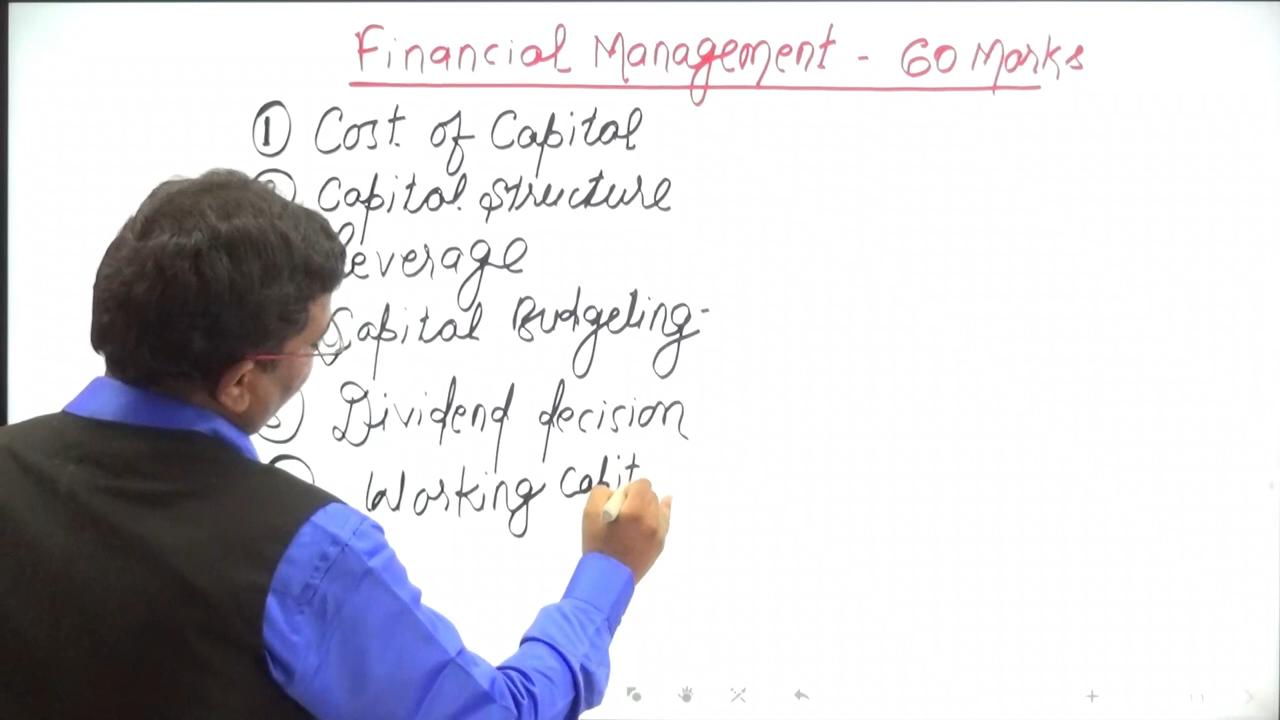 Financial Management - 60 Marks
① Cost of Capital
Capital Structure
Leverage
Capital Budgeting
Dividend decision
Working Capit